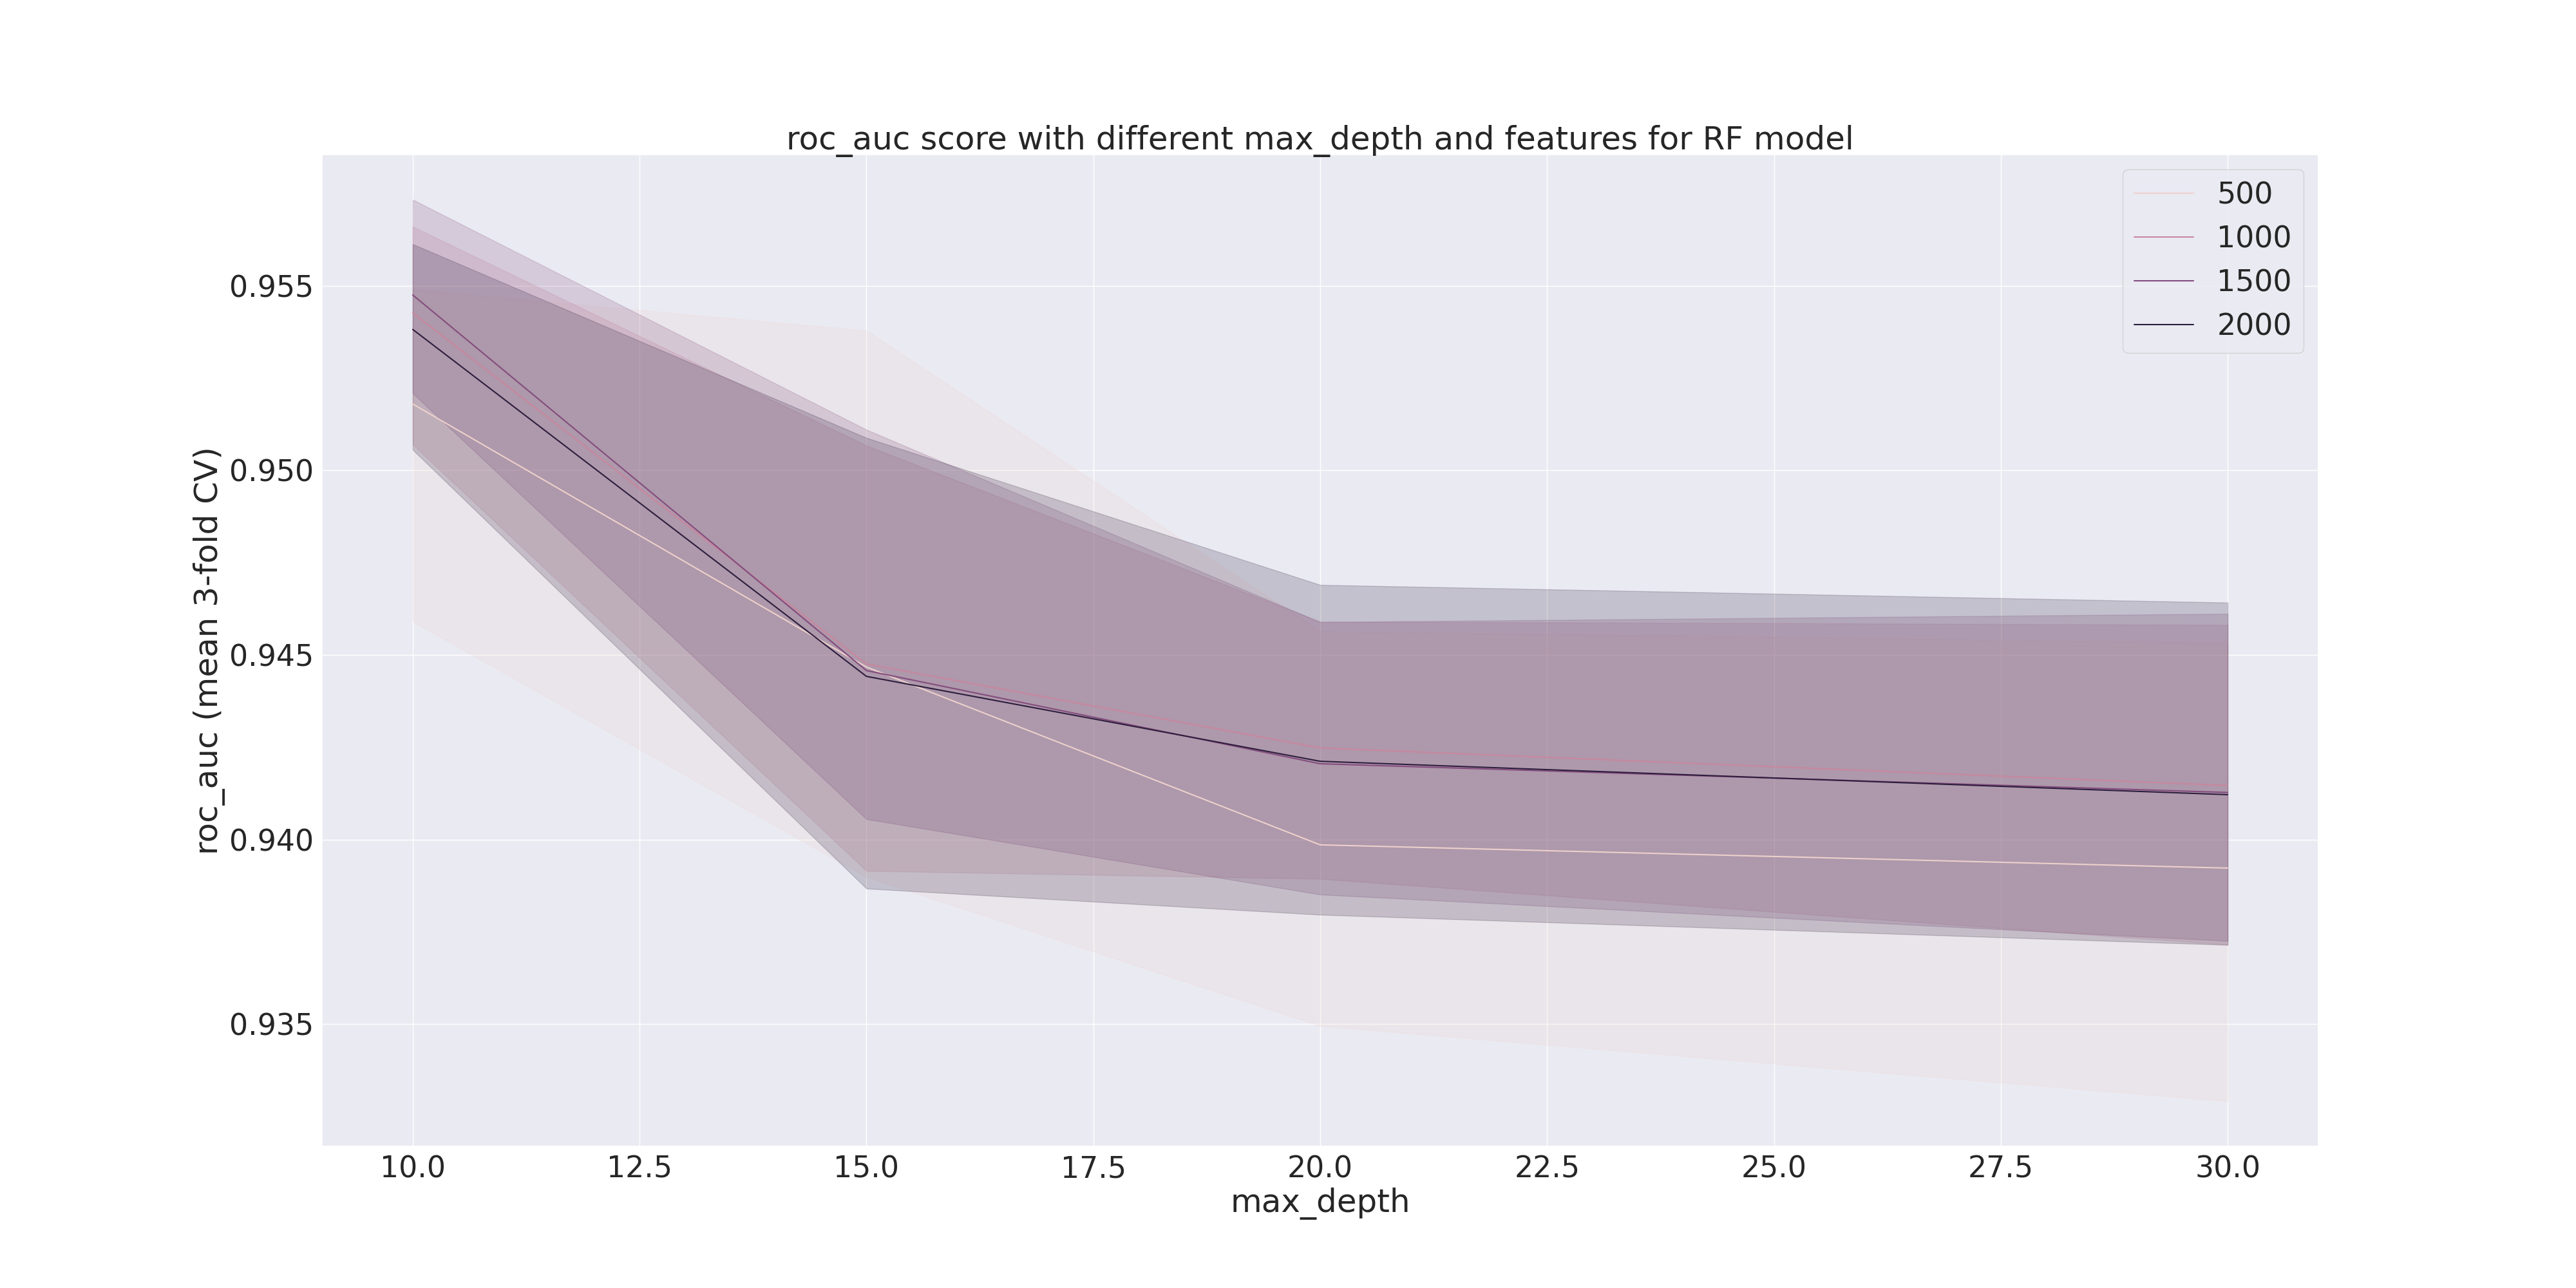 roc_auc score with different max_depth and features for RF model
500
1000
1500
2000
roc_auc (mean 3-fold CV)
0.955
0.950
0.945
0.940
0.935
10.0 12.5 15.0 17.5 20.0 22.5 25.0 27.5 30.0
max_depth